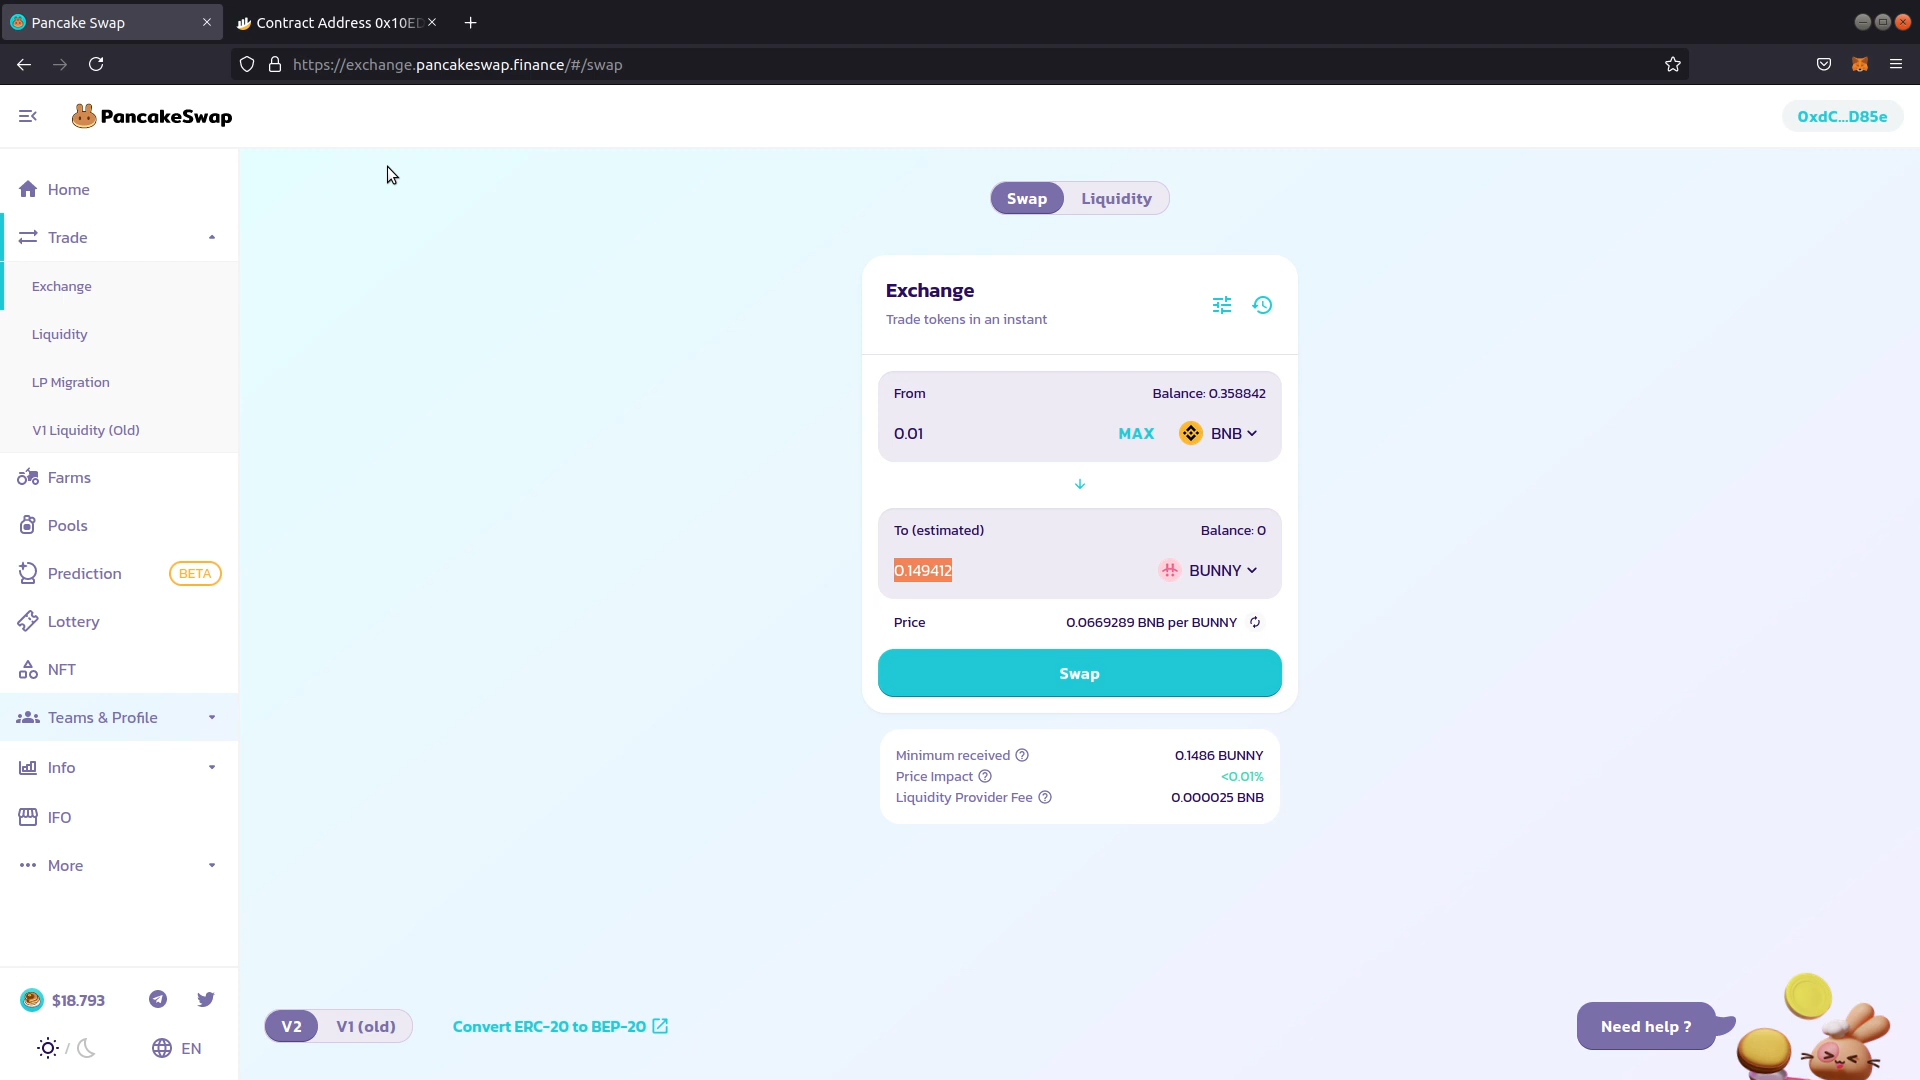 Pancake Swap
Contract Address 0x10ED
https://exchange.pancakeswap.finance/#/swap
PancakeSwap
0xdC...D85e
Home
Trade
Exchange
Liquidity
LP Migration
V1 Liquidity (Old)
Farms
Pools
Prediction
BETA
Lottery
NFT
Teams & Profile
Info
IFO
More
$18.793
/
EN
Swap
Liquidity
Exchange
Trade tokens in an instant
From
Balance: 0.358842
0.01
MAX
BNB
To (estimated)
Balance: 0
0.149412
BUNNY
Price
0.0669289 BNB per BUNNY
Swap
Minimum received
0.1486 BUNNY
Price Impact
<0.01%
Liquidity Provider Fee
0.000025 BNB
V2
V1 (old)
Convert ERC-20 to BEP-20
Need help ?